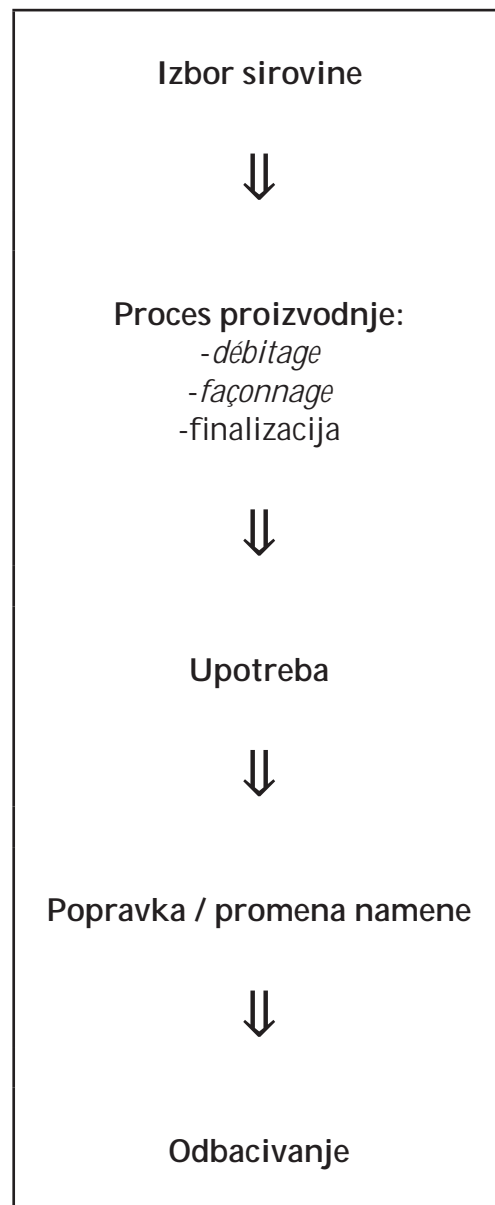 Izbor sirovine
⇓
Proces proizvodnje:
-débitage
-façonnage
-finalizacija
⇓
Upotreba
⇓
Popravka / promena namene
⇓
Odbacivanje